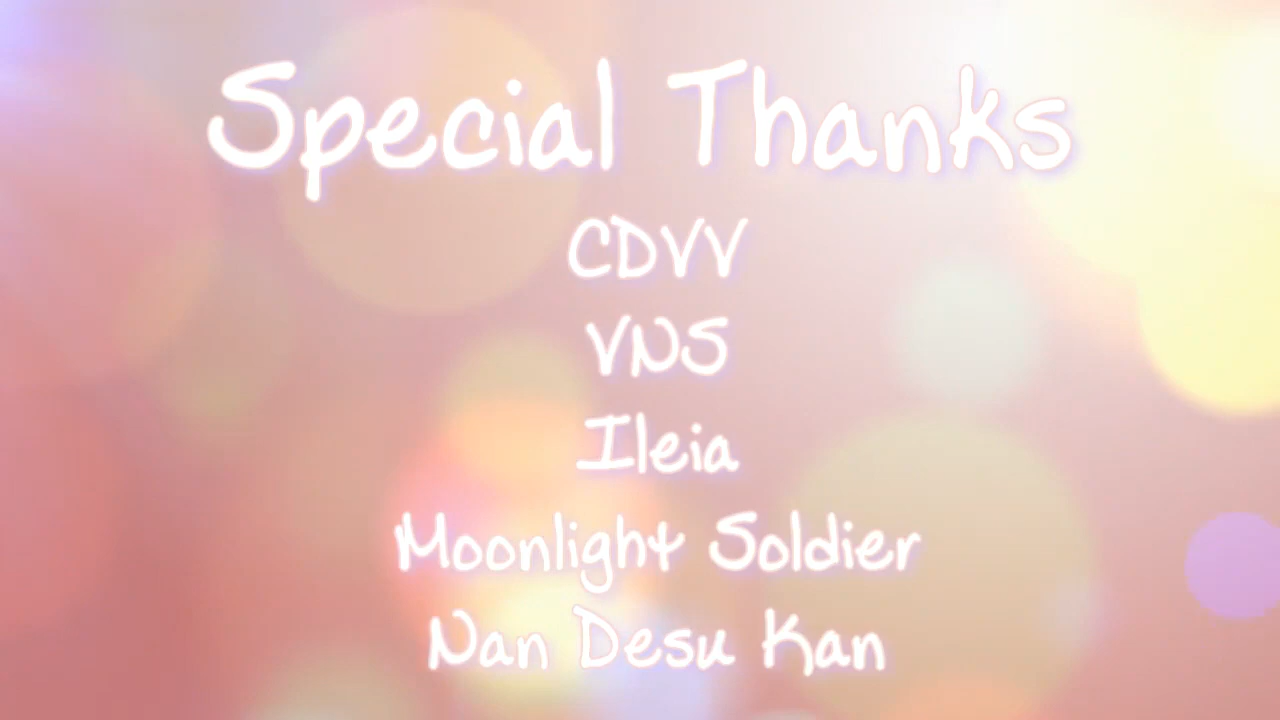 Special Thanks
CDVV
VNS
Ileia
Moonlight Soldier
Nan Desu Kan